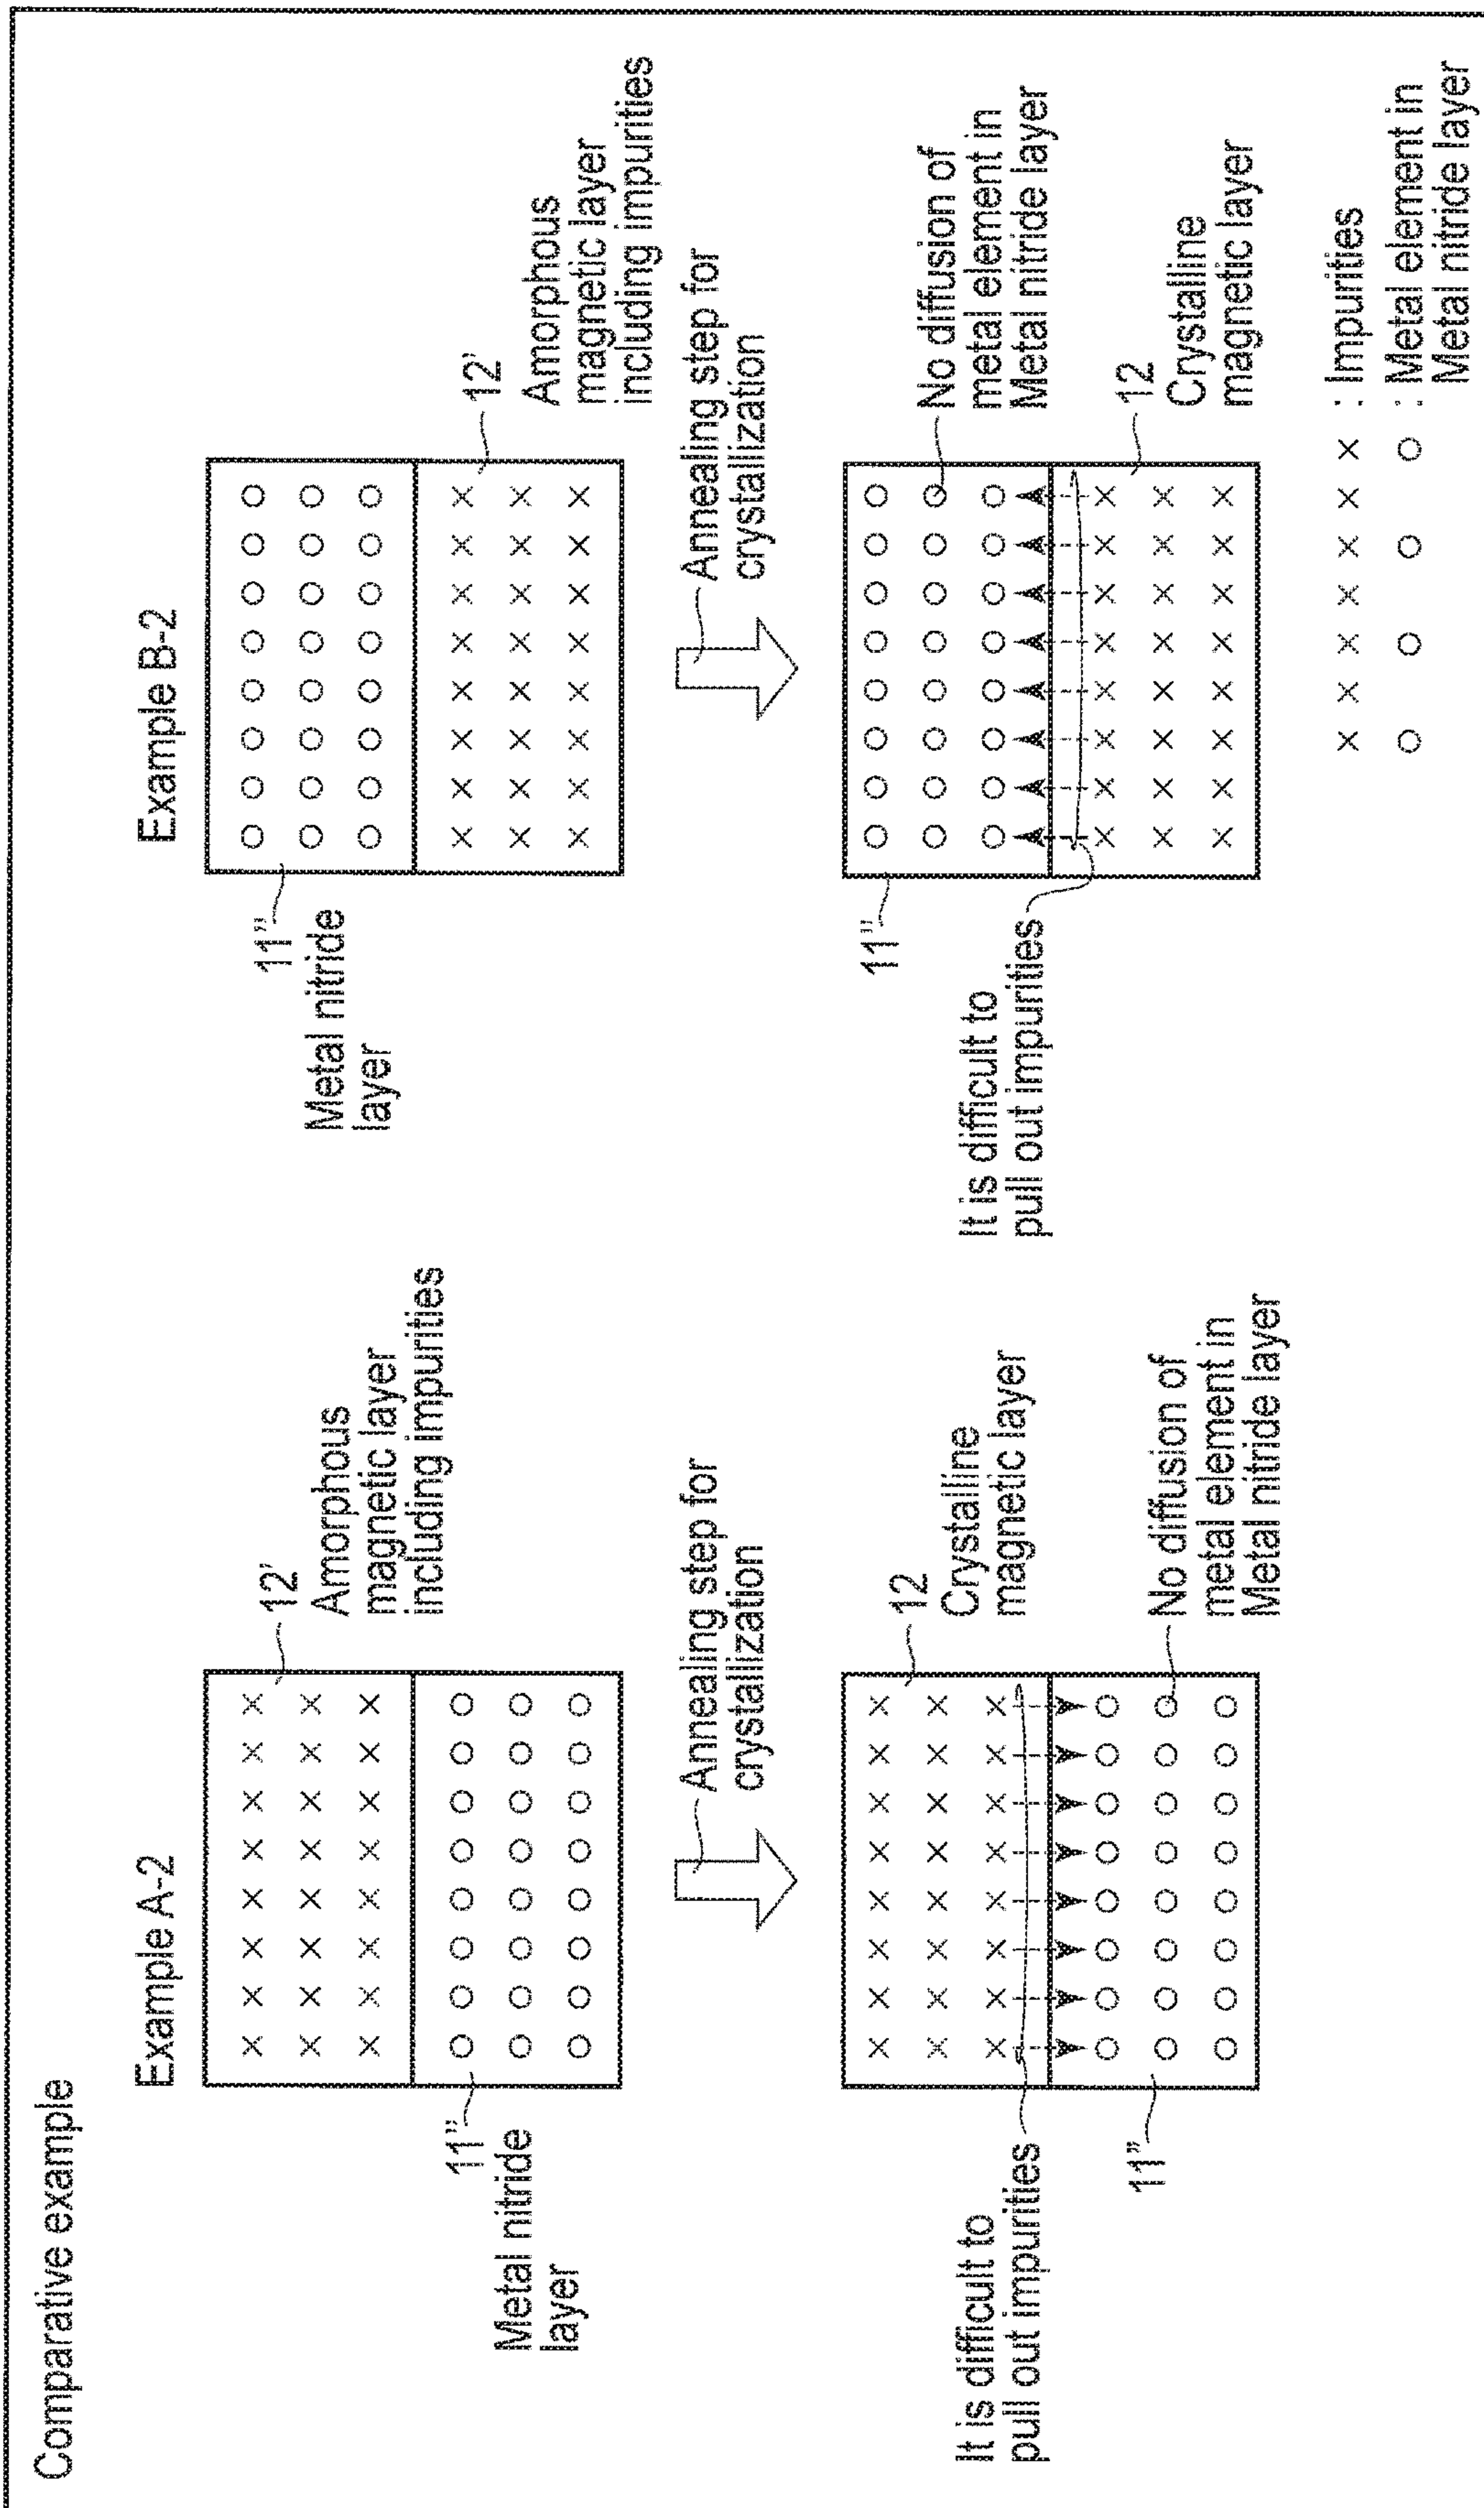 Comparative example
Example A-2
12'
Amorphous
magnetic layer
including impurities
11"
Metal nitride
layer
Annealing step for
crystallization
12
Crystalline
magnetic layer
It is difficult to
pull out impurities
No diffusion of
metal element in
Metal nitride layer
11"
Example B-2
11"
Metal nitride
layer
12'
Amorphous
magnetic layer
including impurities
Annealing step for
crystallization
11"
No diffusion of
metal element in
Metal nitride layer
It is difficult to
pull out impurities
12
Crystalline
magnetic layer
× × × × × × × : Impurities
○ ○ ○ ○ : Metal element in
Metal nitride layer